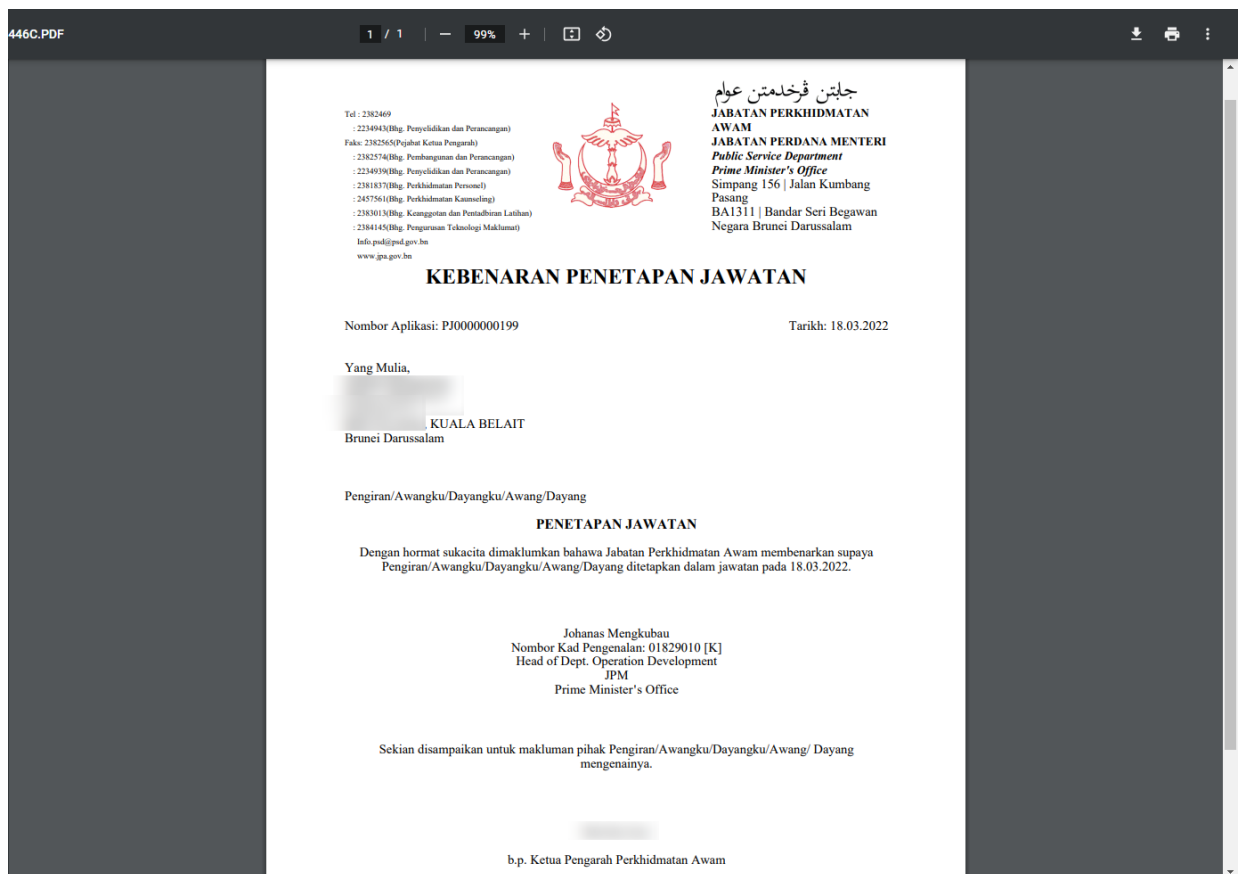 446C.PDF
1 / 1
99%
Tel : 2382469
: 2234943(Bhg. Penyelidikan dan Perancangan)
Faks: 2382565(Pejabat Ketua Pengarah)
: 2382574(Bhg. Pembangunan dan Perancangan)
: 2234939(Bhg. Penyelidikan dan Perancangan)
: 2381837(Bhg. Perkhidmatan Personel)
: 2457561(Bhg. Perkhidmatan Kaunseling)
: 2383013(Bhg. Keanggotan dan Pentadbiran Latihan)
: 2384145(Bhg. Pengurusan Teknologi Maklumat)
Info.psd@psd.gov.bn
www.jpa.gov.bn
جابتن ڤرخدمتن عوام
JABATAN PERKHIDMATAN
AWAM
JABATAN PERDANA MENTERI
Public Service Department
Prime Minister's Office
Simpang 156 | Jalan Kumbang
Pasang
BA1311 | Bandar Seri Begawan
Negara Brunei Darussalam
KEBENARAN PENETAPAN JAWATAN
Nombor Aplikasi: PJ0000000199
Tarikh: 18.03.2022
Yang Mulia,
, KUALA BELAIT
Brunei Darussalam
Pengiran/Awangku/Dayangku/Awang/Dayang
PENETAPAN JAWATAN
Dengan hormat sukacita dimaklumkan bahawa Jabatan Perkhidmatan Awam membenarkan supaya
Pengiran/Awangku/Dayangku/Awang/Dayang ditetapkan dalam jawatan pada 18.03.2022.
Johanas Mengkubau
Nombor Kad Pengenalan: 01829010 [K]
Head of Dept. Operation Development
JPM
Prime Minister's Office
Sekian disampaikan untuk makluman pihak Pengiran/Awangku/Dayangku/Awang/ Dayang
mengenainya.
b.p. Ketua Pengarah Perkhidmatan Awam